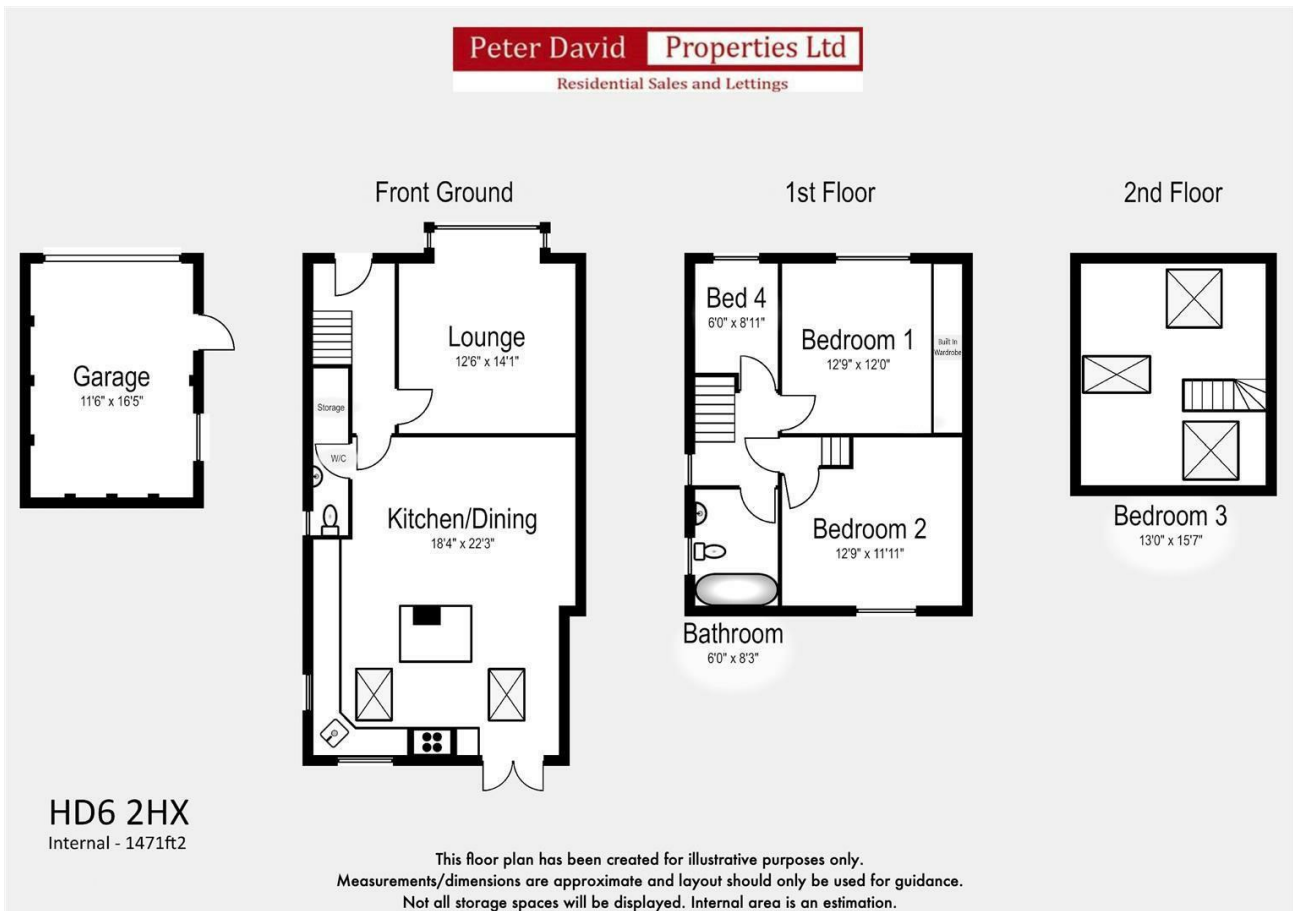 Peter David Properties Ltd
Residential Sales and Lettings
Front Ground
1st Floor
2nd Floor
Garage
11'6" x 16'5"
Lounge
12'6" x 14'1"
Storage
W/C
Kitchen/Dining
18'4" x 22'3"
Bed 4
6'0" x 8'11"
Bedroom 1
12'9" x 12'0"
Built In
Wardrobe
Bedroom 2
12'9" x 11'11"
Bathroom
6'0" x 8'3"
Bedroom 3
13'0" x 15'7"
HD6 2HX
Internal - 1471ft2
This floor plan has been created for illustrative purposes only.
Measurements/dimensions are approximate and layout should only be used for guidance.
Not all storage spaces will be displayed. Internal area is an estimation.